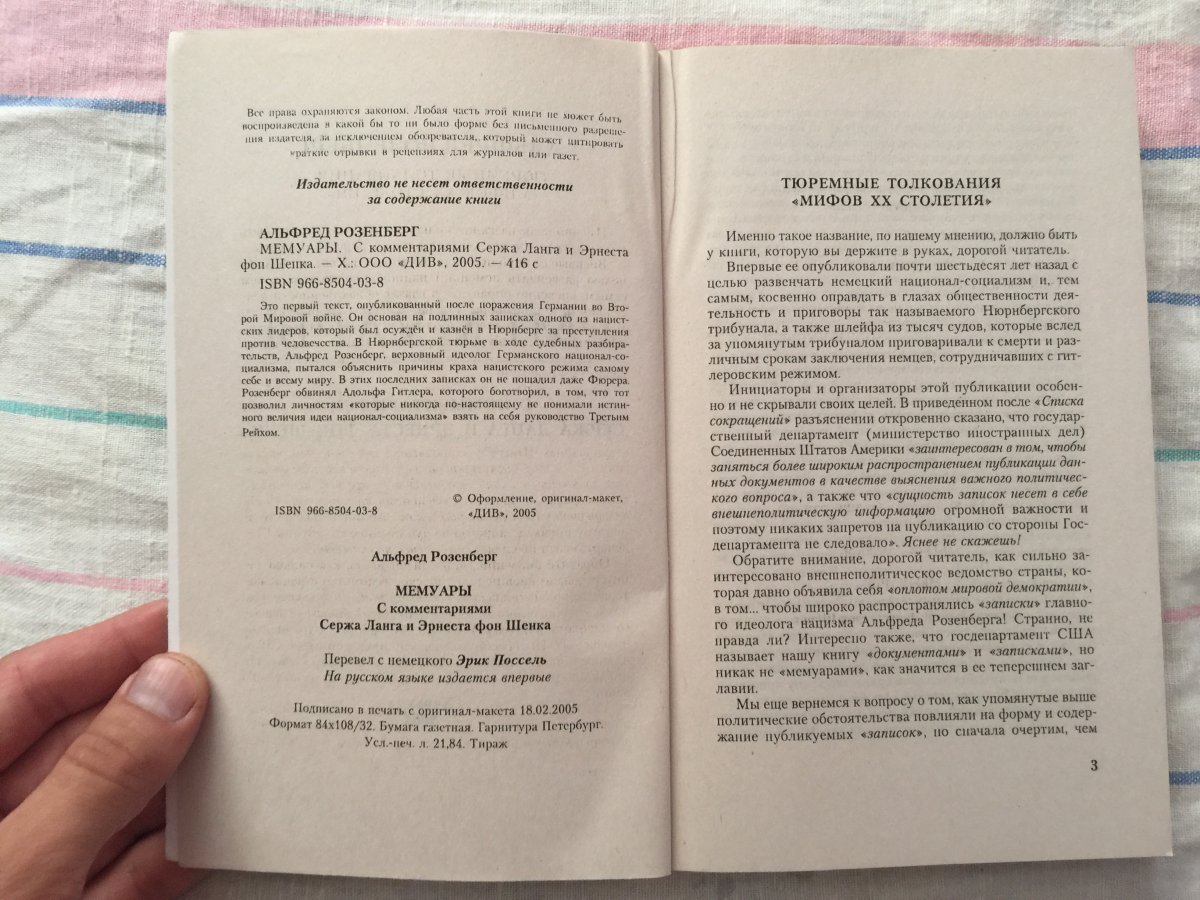 Все права охраняются законом. Любая часть этой книги не может быть
воспроизведена в какой бы то ни было форме без письменного разреше-
ния издателя, за исключением обозревателя, который может цитировать
краткие отрывки в рецензиях для журналов или газет.
Издательство не несет ответственности
за содержание книги
АЛЬФРЕД РОЗЕНБЕРГ
МЕМУАРЫ. С комментариями Сержа Ланга и Эрнеста
фон Шенка. — Х.: ООО «ДИВ», 2005. — 416 с
ISBN 966-8504-03-8
Это первый текст, опубликованный после поражения Германии во Вто-
рой Мировой войне. Он основан на подлинных записках одного из нацист-
ских лидеров, который был осуждён и казнён в Нюрнберге за преступления
против человечества. В Нюрнбергской тюрьме в ходе судебных разбира-
тельств, Альфред Розенберг, верховный идеолог Германского национал-со-
циализма, пытался объяснить причины краха нацистского режима самому
себе и всему миру. В этих последних записках он не пощадил даже Фюрера.
Розенберг обвинял Адольфа Гитлера, которого боготворил, в том, что тот
позволил личностям «которые никогда по-настоящему не понимали истин-
ного величия идеи национал-социализма» взять на себя руководство Третьим
Рейхом.
© Оформление, оригинал-макет,
ISBN 966-8504-03-8
«ДИВ», 2005
Альфред Розенберг
МЕМУАРЫ
С комментариями
Сержа Ланга и Эрнеста фон Шенка
Перевел с немецкого Эрик Поссель
На русском языке издается впервые
Подписано в печать с оригинал-макета 18.02.2005
Формат 84х108/32. Бумага газетная. Гарнитура Петербург.
Усл.-печ. л. 21,84. Тираж
ТЮРЕМНЫЕ ТОЛКОВАНИЯ
«МИФОВ XX СТОЛЕТИЯ»
Именно такое название, по нашему мнению, должно быть
у книги, которую вы держите в руках, дорогой читатель.
Впервые ее опубликовали почти шестьдесят лет назад с
целью развенчать немецкий национал-социализм и, тем
самым, косвенно оправдать в глазах общественности дея-
тельность и приговоры так называемого Нюрнбергского
трибунала, а также шлейфа из тысяч судов, которые вслед
за упомянутым трибуналом приговаривали к смерти и раз-
личным срокам заключения немцев, сотрудничавших с гит-
леровским режимом.
Инициаторы и организаторы этой публикации особен-
но и не скрывали своих целей. В приведённом после «Списка
сокращений» разъяснении откровенно сказано, что государ-
ственный департамент (министерство иностранных дел)
Соединенных Штатов Америки «заинтересован в том, чтобы
заняться более широким распространением публикации дан-
ных документов в качестве выяснения важного политичес-
кого вопроса», а также что «сущность записок несет в себе
внешнеполитическую информацию огромной важности и
поэтому никаких запретов на публикацию со стороны Гос-
департамента не следовало». Яснее не скажешь!
Обратите внимание, дорогой читатель, как сильно за-
интересовано внешнеполитическое ведомство страны, ко-
торая давно объявила себя «оплотом мировой демократии»,
в том... чтобы широко распространялись «записки» главно-
го идеолога нацизма Альфреда Розенберга! Странно, не
правда ли? Интересно также, что госдепартамент США
называет нашу книгу «документами» и «записками», но
никак не «мемуарами», как значится в ее теперешнем заг-
лавии.
Мы еще вернемся к вопросу о том, как упомянутые выше
политические обстоятельства повлияли на форму и содер-
жание публикуемых «записок», но сначала очертим, чем
3